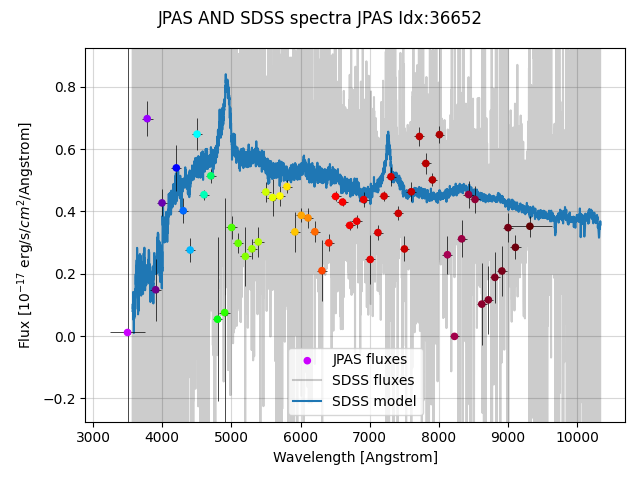 JPAS AND SDSS spectra JPAS Idx:36652
Flux [10⁻¹⁷ erg/s/cm²/Angstrom]
0.8
0.6
0.4
0.2
0.0
−0.2
JPAS fluxes
SDSS fluxes
SDSS model
3000 4000 5000 6000 7000 8000 9000 10000
Wavelength [Angstrom]